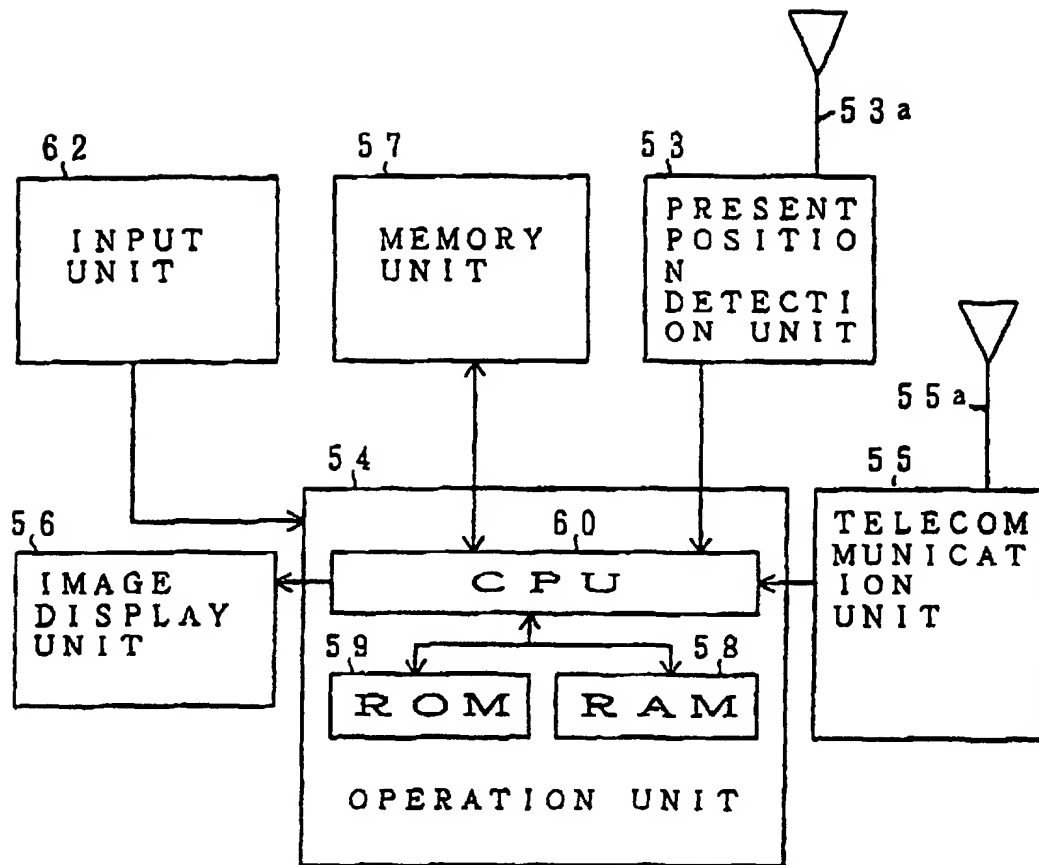 53a
62
57
53
INPUT
UNIT
MEMORY
UNIT
PRESENT
POSITIO
N
DETECTI
ON UNIT
55a
54
55
56
60
TELECOM
MUNICAT
ION
UNIT
IMAGE
DISPLAY
UNIT
CPU
59
58
ROM
RAM
OPERATION UNIT